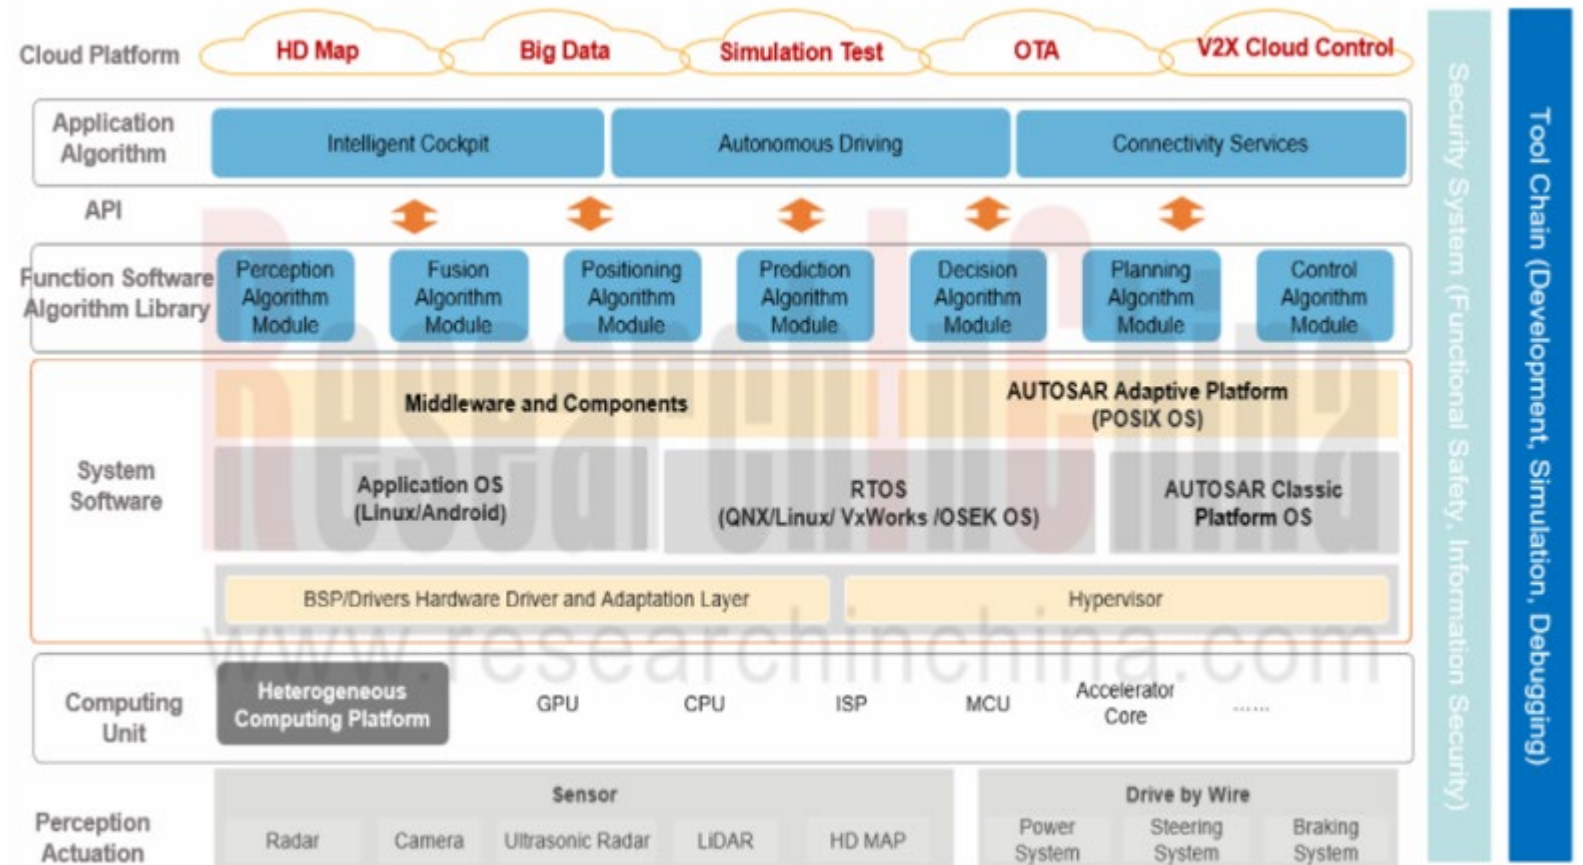 Cloud Platform
HD Map
Big Data
Simulation Test
OTA
V2X Cloud Control
Application
Algorithm
Intelligent Cockpit
Autonomous Driving
Connectivity Services
API
Function Software
Algorithm Library
Perception
Algorithm
Module
Fusion
Algorithm
Module
Positioning
Algorithm
Module
Prediction
Algorithm
Module
Decision
Algorithm
Module
Planning
Algorithm
Module
Control
Algorithm
Module
ResearchInChina
System
Software
Middleware and Components
AUTOSAR Adaptive Platform
(POSIX OS)
Application OS
(Linux/Android)
RTOS
(QNX/Linux/ VxWorks /OSEK OS)
AUTOSAR Classic
Platform OS
BSP/Drivers Hardware Driver and Adaptation Layer
Hypervisor
www.researchinchina.com
Computing
Unit
Heterogeneous
Computing Platform
GPU
CPU
ISP
MCU
Accelerator
Core
......
Perception
Actuation
Sensor
Radar
Camera
Ultrasonic Radar
LiDAR
HD MAP
Drive by Wire
Power
System
Steering
System
Braking
System
Security System (Functional Safety, Information Security)
Tool Chain (Development, Simulation, Debugging)